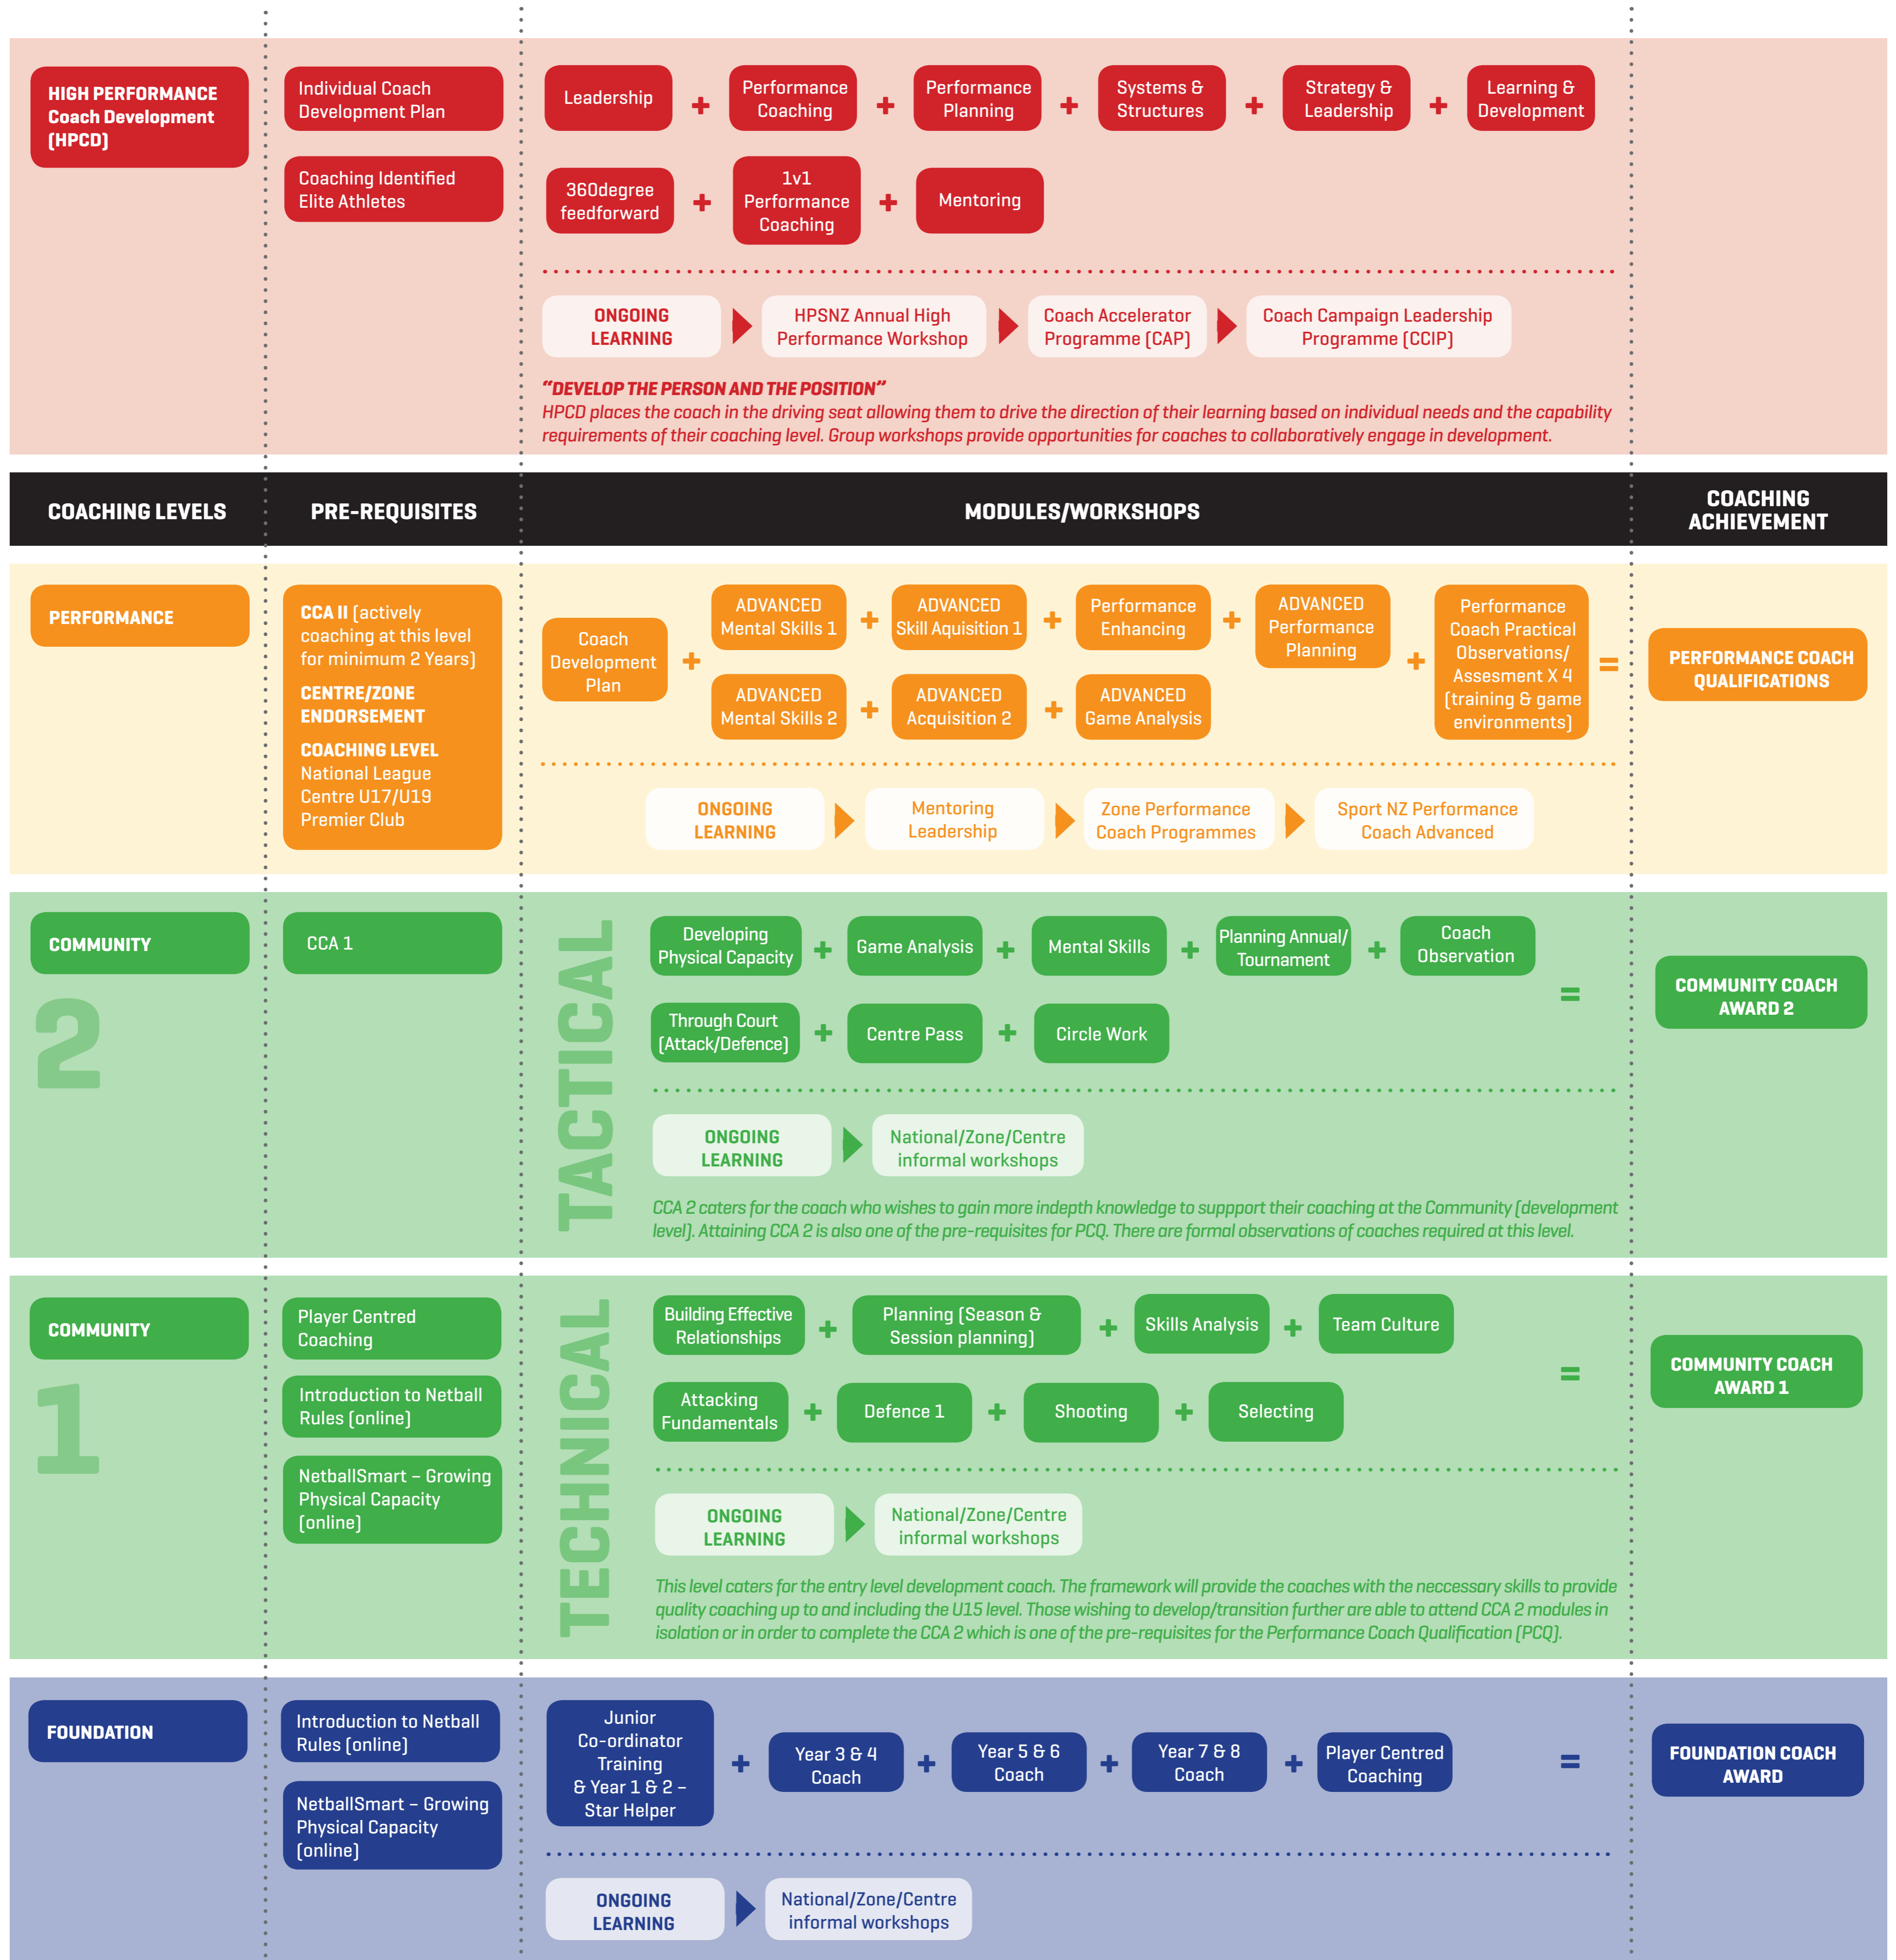 HIGH PERFORMANCE
Coach Development
(HPCD)
Individual Coach
Development Plan
Coaching Identified
Elite Athletes
Leadership
+
Performance
Coaching
+
Performance
Planning
+
Systems &
Structures
+
Strategy &
Leadership
+
Learning &
Development
360degree
feedforward
+
1v1
Performance
Coaching
+
Mentoring
ONGOING
LEARNING
HPSNZ Annual High
Performance Workshop
Coach Accelerator
Programme (CAP)
Coach Campaign Leadership
Programme (CCIP)
“DEVELOP THE PERSON AND THE POSITION”
HPCD places the coach in the driving seat allowing them to drive the direction of their learning based on individual needs and the capability
requirements of their coaching level. Group workshops provide opportunities for coaches to collaboratively engage in development.
COACHING LEVELS
PRE-REQUISITES
MODULES/WORKSHOPS
COACHING
ACHIEVEMENT
PERFORMANCE
CCA II (actively
coaching at this level
for minimum 2 Years)
CENTRE/ZONE
ENDORSEMENT
COACHING LEVEL
National League
Centre U17/U19
Premier Club
Coach
Development
Plan
+
ADVANCED
Mental Skills 1
+
ADVANCED
Skill Aquisition 1
+
Performance
Enhancing
+
ADVANCED
Performance
Planning
ADVANCED
Mental Skills 2
+
ADVANCED
Acquisition 2
+
ADVANCED
Game Analysis
+
Performance
Coach Practical
Observations/
Assesment X 4
(training & game
environments)
=
PERFORMANCE COACH
QUALIFICATIONS
ONGOING
LEARNING
Mentoring
Leadership
Zone Performance
Coach Programmes
Sport NZ Performance
Coach Advanced
COMMUNITY
2
CCA 1
TACTICAL
Developing
Physical Capacity
+
Game Analysis
+
Mental Skills
+
Planning Annual/
Tournament
+
Coach
Observation
Through Court
(Attack/Defence)
+
Centre Pass
+
Circle Work
=
COMMUNITY COACH
AWARD 2
ONGOING
LEARNING
National/Zone/Centre
informal workshops
CCA 2 caters for the coach who wishes to gain more indepth knowledge to suppport their coaching at the Community (development
level). Attaining CCA 2 is also one of the pre-requisites for PCQ. There are formal observations of coaches required at this level.
COMMUNITY
1
Player Centred
Coaching
Introduction to Netball
Rules (online)
NetballSmart – Growing
Physical Capacity
(online)
TECHNICAL
Building Effective
Relationships
+
Planning (Season &
Session planning)
+
Skills Analysis
+
Team Culture
Attacking
Fundamentals
+
Defence 1
+
Shooting
+
Selecting
=
COMMUNITY COACH
AWARD 1
ONGOING
LEARNING
National/Zone/Centre
informal workshops
This level caters for the entry level development coach. The framework will provide the coaches with the neccessary skills to provide
quality coaching up to and including the U15 level. Those wishing to develop/transition further are able to attend CCA 2 modules in
isolation or in order to complete the CCA 2 which is one of the pre-requisites for the Performance Coach Qualification (PCQ).
FOUNDATION
Introduction to Netball
Rules (online)
NetballSmart – Growing
Physical Capacity
(online)
Junior
Co-ordinator
Training
& Year 1 & 2 –
Star Helper
+
Year 3 & 4
Coach
+
Year 5 & 6
Coach
+
Year 7 & 8
Coach
+
Player Centred
Coaching
=
FOUNDATION COACH
AWARD
ONGOING
LEARNING
National/Zone/Centre
informal workshops